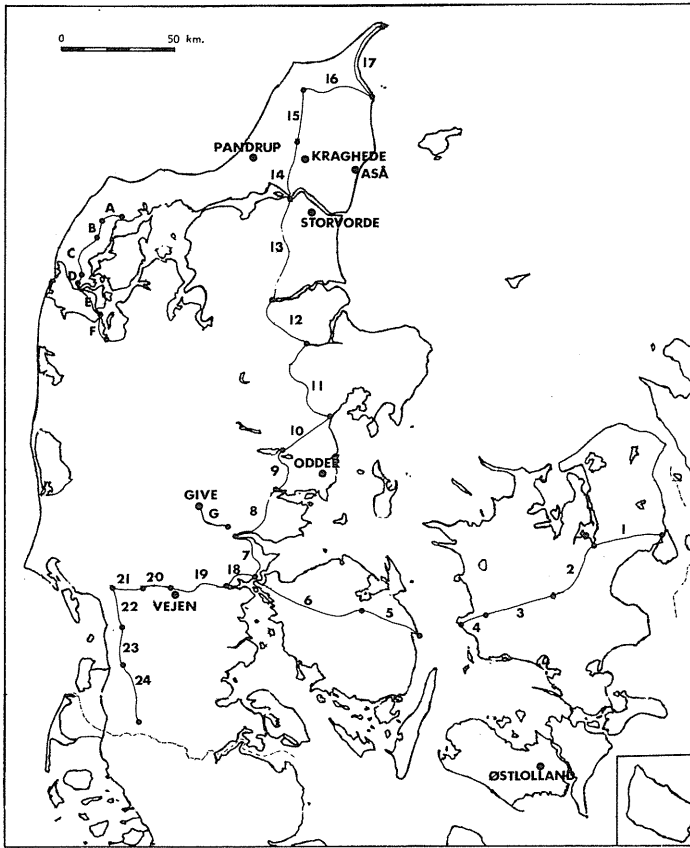 0 50 km.
17
16
15
PANDRUP
KRAGHEDE
ASÅ
14
A
STORVORDE
B
13
C
D
E
12
F
11
10
ODDER
9
GIVE
G
8
1
7
2
21 20 19 18
VEJEN
22
6
5
3
4
23
24
ØSTLOLLAND